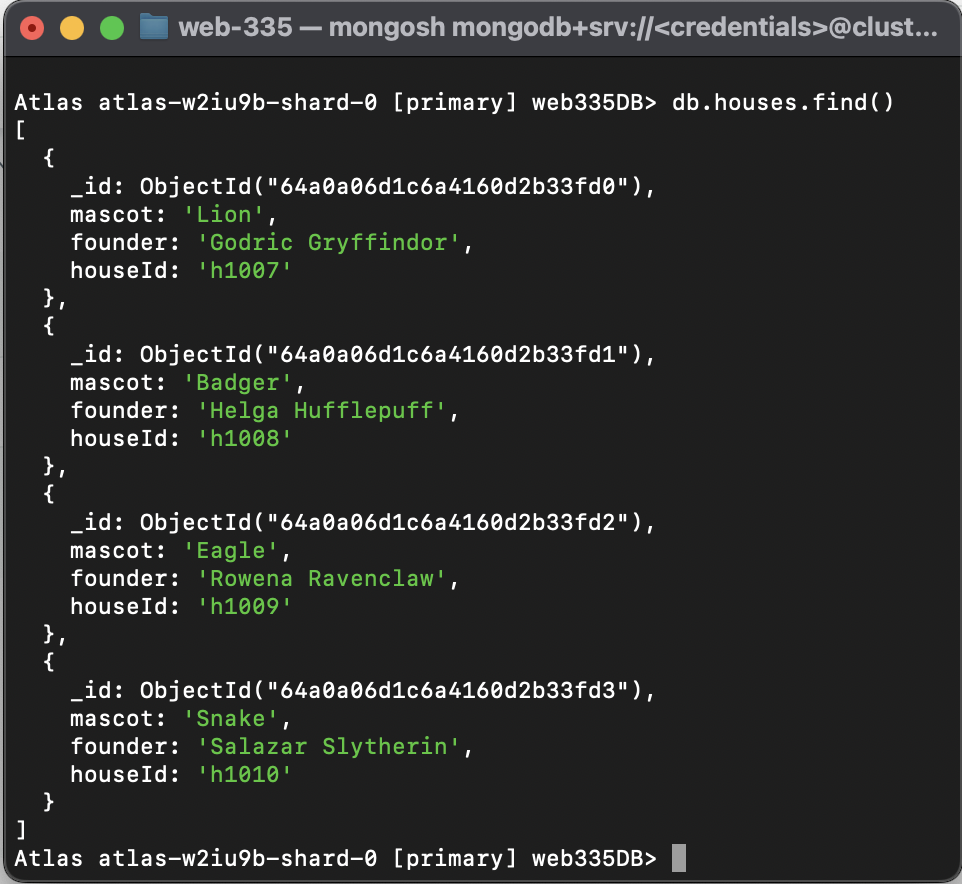 web-335 — mongosh mongodb+srv://<credentials>@clust...
Atlas atlas-w2iu9b-shard-0 [primary] web335DB> db.houses.find()
[
  {
    _id: ObjectId("64a0a06d1c6a4160d2b33fd0"),
    mascot: 'Lion',
    founder: 'Godric Gryffindor',
    houseId: 'h1007'
  },
  {
    _id: ObjectId("64a0a06d1c6a4160d2b33fd1"),
    mascot: 'Badger',
    founder: 'Helga Hufflepuff',
    houseId: 'h1008'
  },
  {
    _id: ObjectId("64a0a06d1c6a4160d2b33fd2"),
    mascot: 'Eagle',
    founder: 'Rowena Ravenclaw',
    houseId: 'h1009'
  },
  {
    _id: ObjectId("64a0a06d1c6a4160d2b33fd3"),
    mascot: 'Snake',
    founder: 'Salazar Slytherin',
    houseId: 'h1010'
  }
]
Atlas atlas-w2iu9b-shard-0 [primary] web335DB>